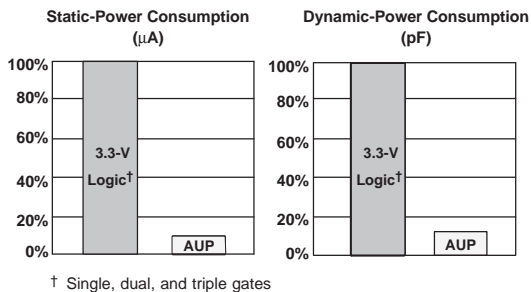 Static-Power Consumption
(μA)
100%
80%
60%
40%
20%
0%
3.3-V
Logic†
AUP
Dynamic-Power Consumption
(pF)
100%
80%
60%
40%
20%
0%
3.3-V
Logic†
AUP
† Single, dual, and triple gates